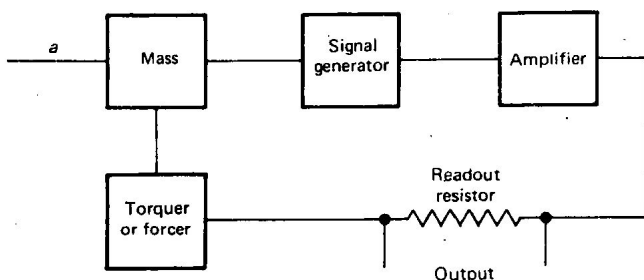 a
Mass
Signal
generator
Amplifier
Torquer
or forcer
Readout
resistor
Output